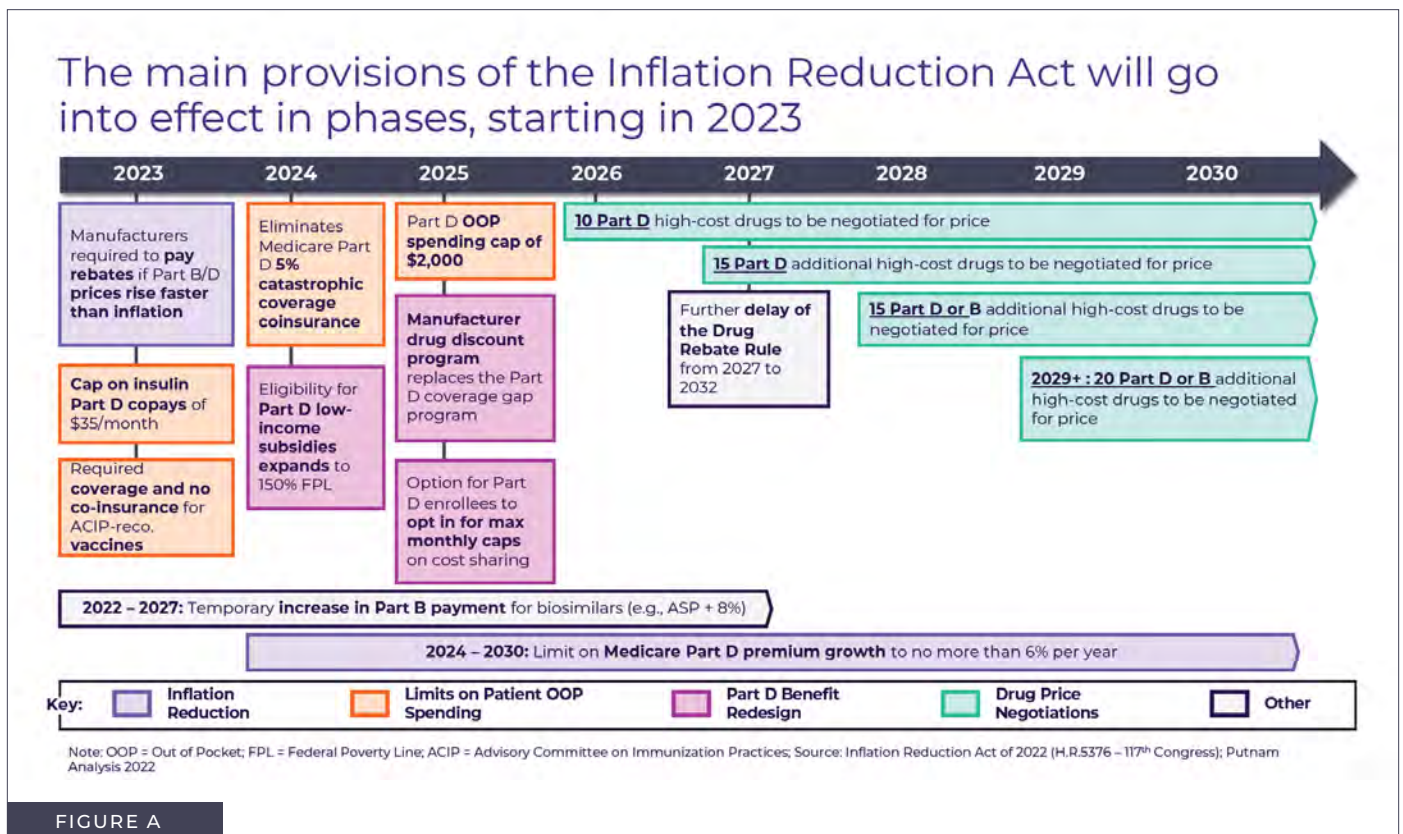 The main provisions of the Inflation Reduction Act will go
into effect in phases, starting in 2023
2023 2024 2025 2026 2027 2028 2029 2030
Manufacturers
required to pay
rebates if Part B/D
prices rise faster
than inflation
Cap on insulin
Part D copays of
$35/month
Required
coverage and no
co-insurance for
ACIP-reco.
vaccines
Eliminates
Medicare Part
D 5%
catastrophic
coverage
coinsurance
Eligibility for
Part D low-
income
subsidies
expands to
150% FPL
Part D OOP
spending cap of
$2,000
Manufacturer
drug discount
program
replaces the Part
D coverage gap
program
Option for Part
D enrollees to
opt in for max
monthly caps
on cost sharing
10 Part D high-cost drugs to be negotiated for price
15 Part D additional high-cost drugs to be negotiated for price
Further delay of
the Drug
Rebate Rule
from 2027 to
2032
15 Part D or B additional high-cost drugs to be
negotiated for price
2029+ : 20 Part D or B additional
high-cost drugs to be negotiated
for price
2022 – 2027: Temporary increase in Part B payment for biosimilars (e.g., ASP + 8%)
2024 – 2030: Limit on Medicare Part D premium growth to no more than 6% per year
Key:
Inflation
Reduction
Limits on Patient OOP
Spending
Part D Benefit
Redesign
Drug Price
Negotiations
Other
Note: OOP = Out of Pocket; FPL = Federal Poverty Line; ACIP = Advisory Committee on Immunization Practices; Source: Inflation Reduction Act of 2022 (H.R.5376 – 117th Congress); Putnam
Analysis 2022
FIGURE A